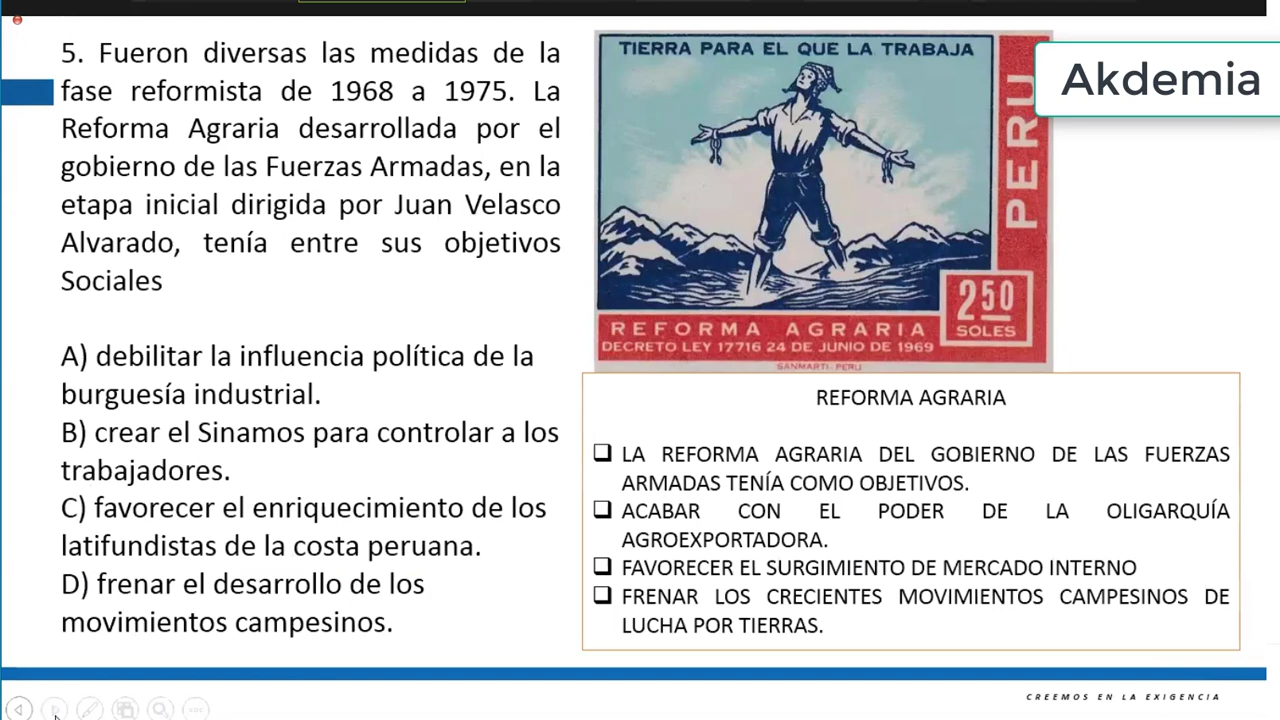 5. Fueron diversas las medidas de la
fase reformista de 1968 a 1975. La
Reforma Agraria desarrollada por el
gobierno de las Fuerzas Armadas, en la
etapa inicial dirigida por Juan Velasco
Alvarado, tenía entre sus objetivos
Sociales
A) debilitar la influencia política de la
burguesía industrial.
B) crear el Sinamos para controlar a los
trabajadores.
C) favorecer el enriquecimiento de los
latifundistas de la costa peruana.
D) frenar el desarrollo de los
movimientos campesinos.
TIERRA PARA EL QUE LA TRABAJA
PERU
Akdemia
2 50
SOLES
REFORMA AGRARIA
DECRETO LEY 17716 24 DE JUNIO DE 1969
SANMARTI-PERU
REFORMA AGRARIA
LA REFORMA AGRARIA DEL GOBIERNO DE LAS FUERZAS
ARMADAS TENÍA COMO OBJETIVOS.
ACABAR CON EL PODER DE LA OLIGARQUÍA
AGROEXPORTADORA.
FAVORECER EL SURGIMIENTO DE MERCADO INTERNO
FRENAR LOS CRECIENTES MOVIMIENTOS CAMPESINOS DE
LUCHA POR TIERRAS.
CREEMOS EN LA EXIGENCIA